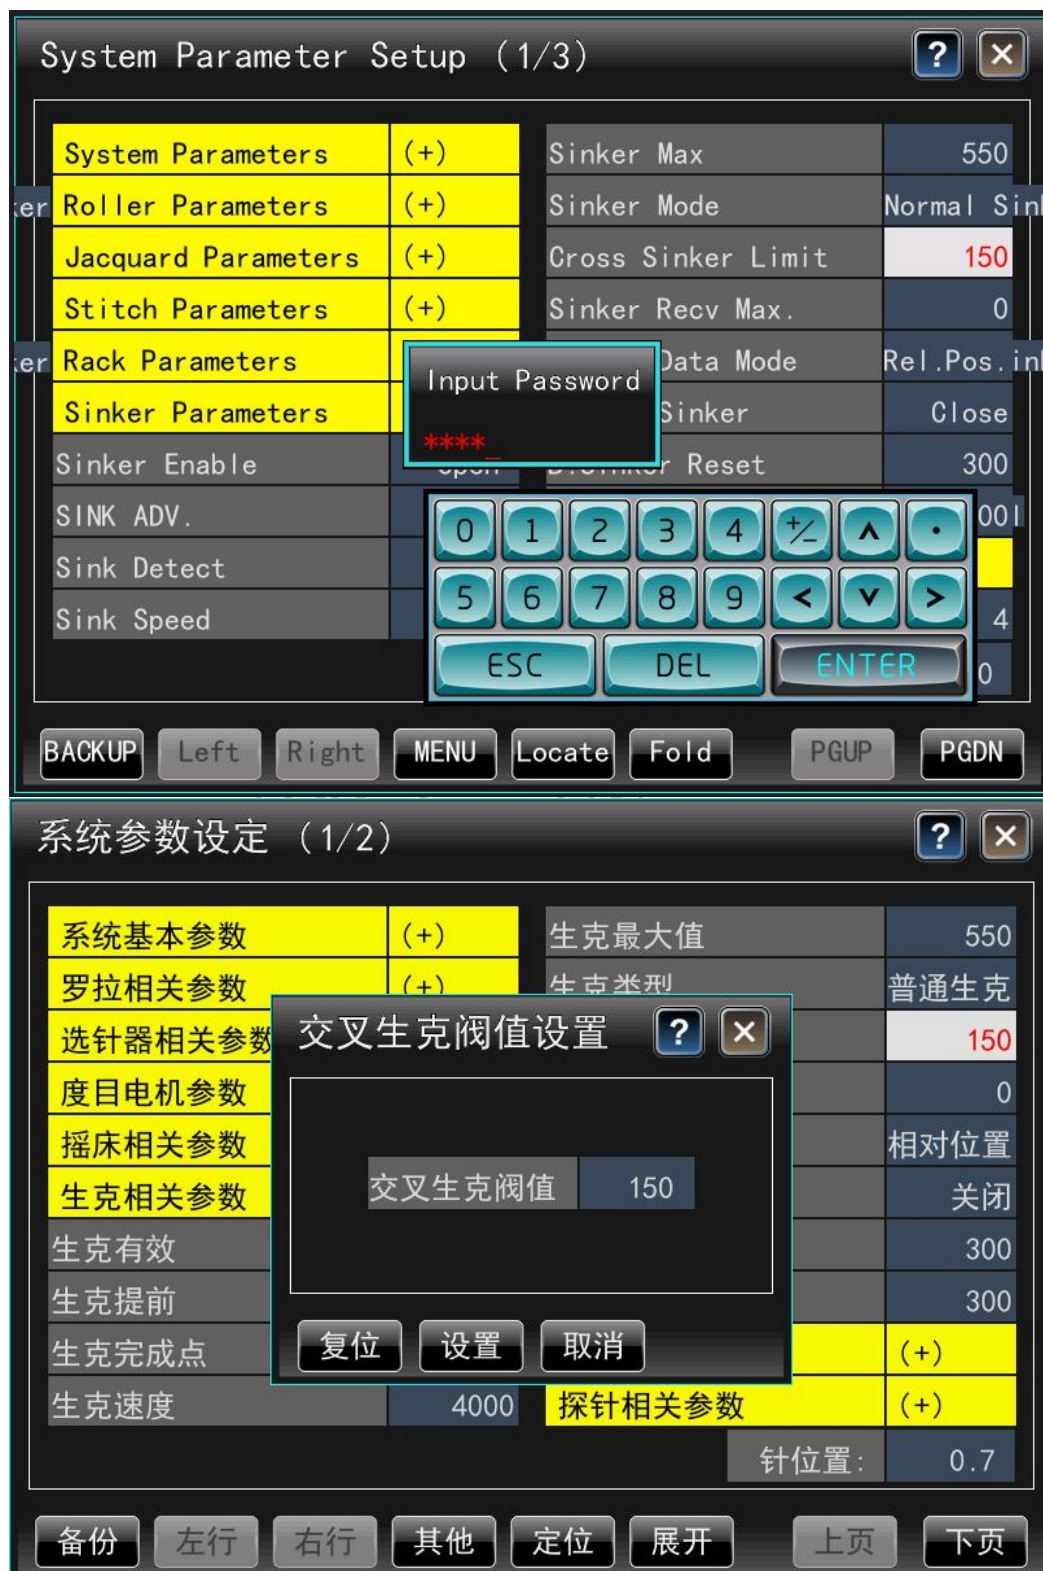 System Parameter Setup (1/3)
?
×
System Parameters (+) Sinker Max 550
ker Roller Parameters (+) Sinker Mode Normal Sin
Jacquard Parameters (+) Cross Sinker Limit 150
Stitch Parameters (+) Sinker Recv Max. 0
ker Rack Parameters Data Mode Rel.Pos.in
Sinker Parameters Sinker Close
Input Password
****_
Sinker Enable Reset 300
SINK ADV.
Sink Detect
Sink Speed 4
0
0 1 2 3 4 +/- ∧ ·
5 6 7 8 9 < ∨ >
ESC DEL ENTER
BACKUP Left Right MENU Locate Fold PGUP PGDN
系统参数设定 (1/2)
?
×
系统基本参数 (+) 生克最大值 550
罗拉相关参数 (+) 生克类型 普通生克
选针器相关参数 150
度目电机参数 0
摇床相关参数 相对位置
生克相关参数 关闭
生克有效 300
生克提前 300
生克完成点 (+)
生克速度 4000 探针相关参数 (+)
针位置: 0.7
交叉生克阀值设置
?
×
交叉生克阀值 150
复位 设置 取消
备份 左行 右行 其他 定位 展开 上页 下页